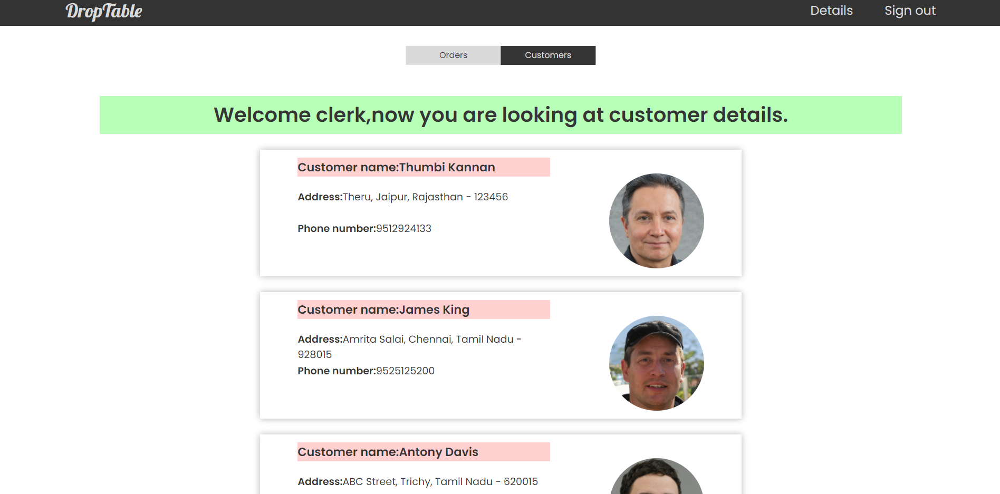 DropTable
Details
Sign out
Orders
Customers
Welcome clerk,now you are looking at customer details.
Customer name:Thumbi Kannan
Address:Theru, Jaipur, Rajasthan - 123456
Phone number:9512924133
Customer name:James King
Address:Amrita Salai, Chennai, Tamil Nadu -
928015
Phone number:9525125200
Customer name:Antony Davis
Address:ABC Street, Trichy, Tamil Nadu - 620015